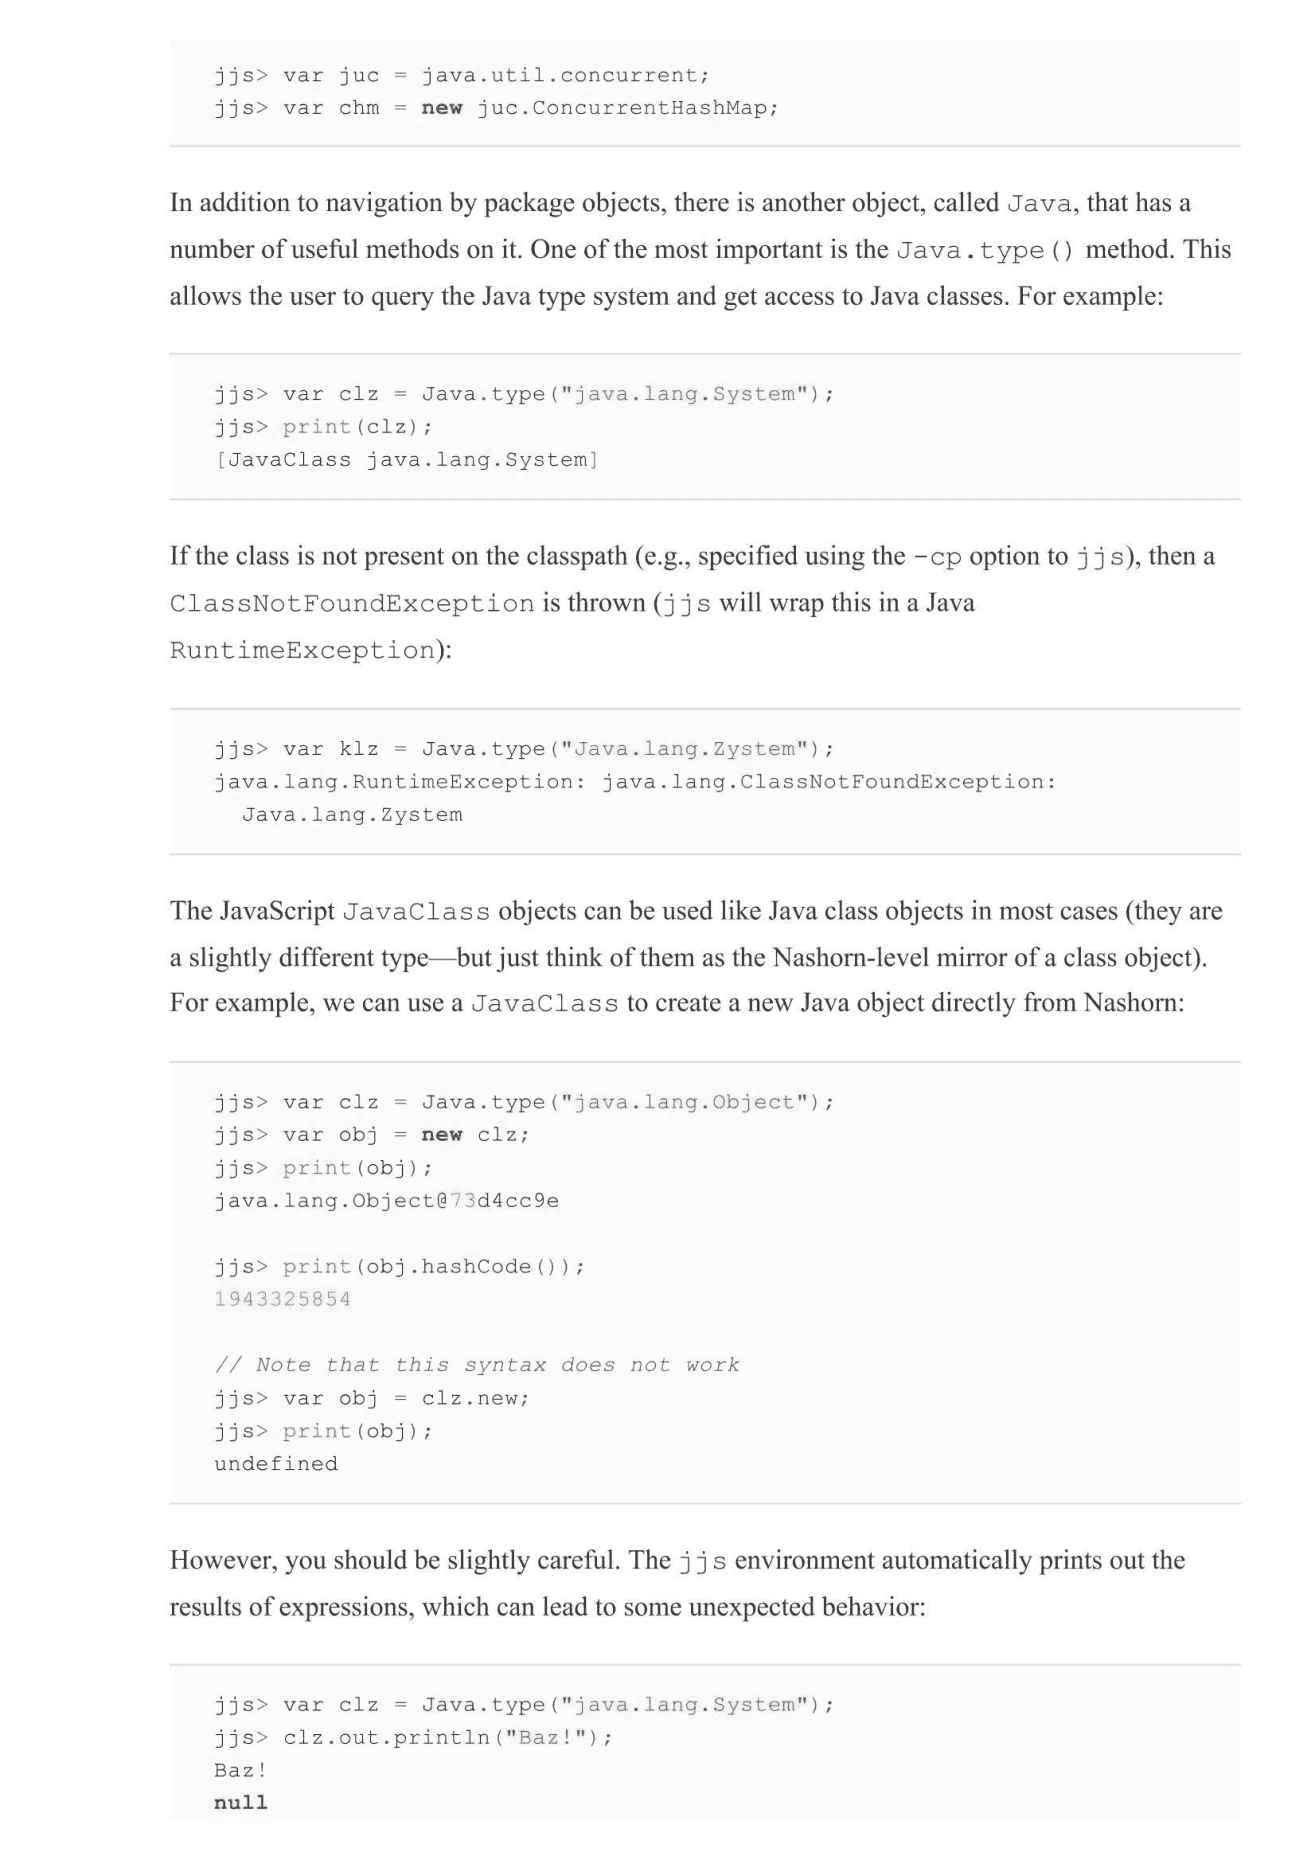 jjs> var juc = java.util.concurrent;
jjs> var chm = new juc.ConcurrentHashMap;
In addition to navigation by package objects, there is another object, called Java, that has a
number of useful methods on it. One of the most important is the Java.type() method. This
allows the user to query the Java type system and get access to Java classes. For example:
jjs> var clz = Java.type("java.lang.System");
jjs> print(clz);
[JavaClass java.lang.System]
If the class is not present on the classpath (e.g., specified using the -cp option to jjs), then a
ClassNotFoundException is thrown (jjs will wrap this in a Java
RuntimeException):
jjs> var klz = Java.type("Java.lang.Zystem");
java.lang.RuntimeException: java.lang.ClassNotFoundException:
Java.lang.Zystem
The JavaScript JavaClass objects can be used like Java class objects in most cases (they are
a slightly different type—but just think of them as the Nashorn-level mirror of a class object).
For example, we can use a JavaClass to create a new Java object directly from Nashorn:
jjs> var clz = Java.type("java.lang.Object");
jjs> var obj = new clz;
jjs> print(obj);
java.lang.Object@73d4cc9e
jjs> print(obj.hashCode());
1943325854
// Note that this syntax does not work
jjs> var obj = clz.new;
jjs> print(obj);
undefined
However, you should be slightly careful. The jjs environment automatically prints out the
results of expressions, which can lead to some unexpected behavior:
jjs> var clz = Java.type("java.lang.System");
jjs> clz.out.println("Baz!");
Baz!
null